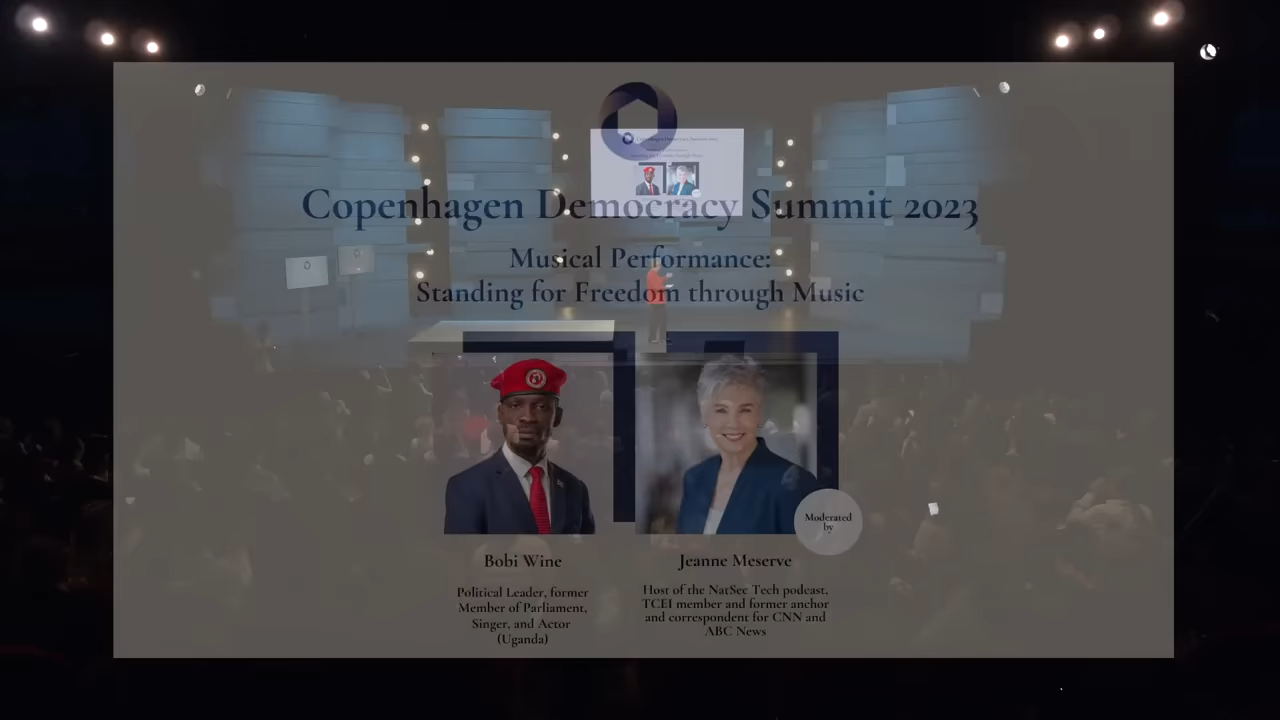 Copenhagen Democracy Summit 2023
Musical Performance:
Standing for Freedom through Music
Moderated
by
Bobi Wine
Jeanne Meserve
Political Leader, former
Member of Parliament,
Singer, and Actor
(Uganda)
Host of the NatSec Tech podcast,
TCEI member and former anchor
and correspondent for CNN and
ABC News